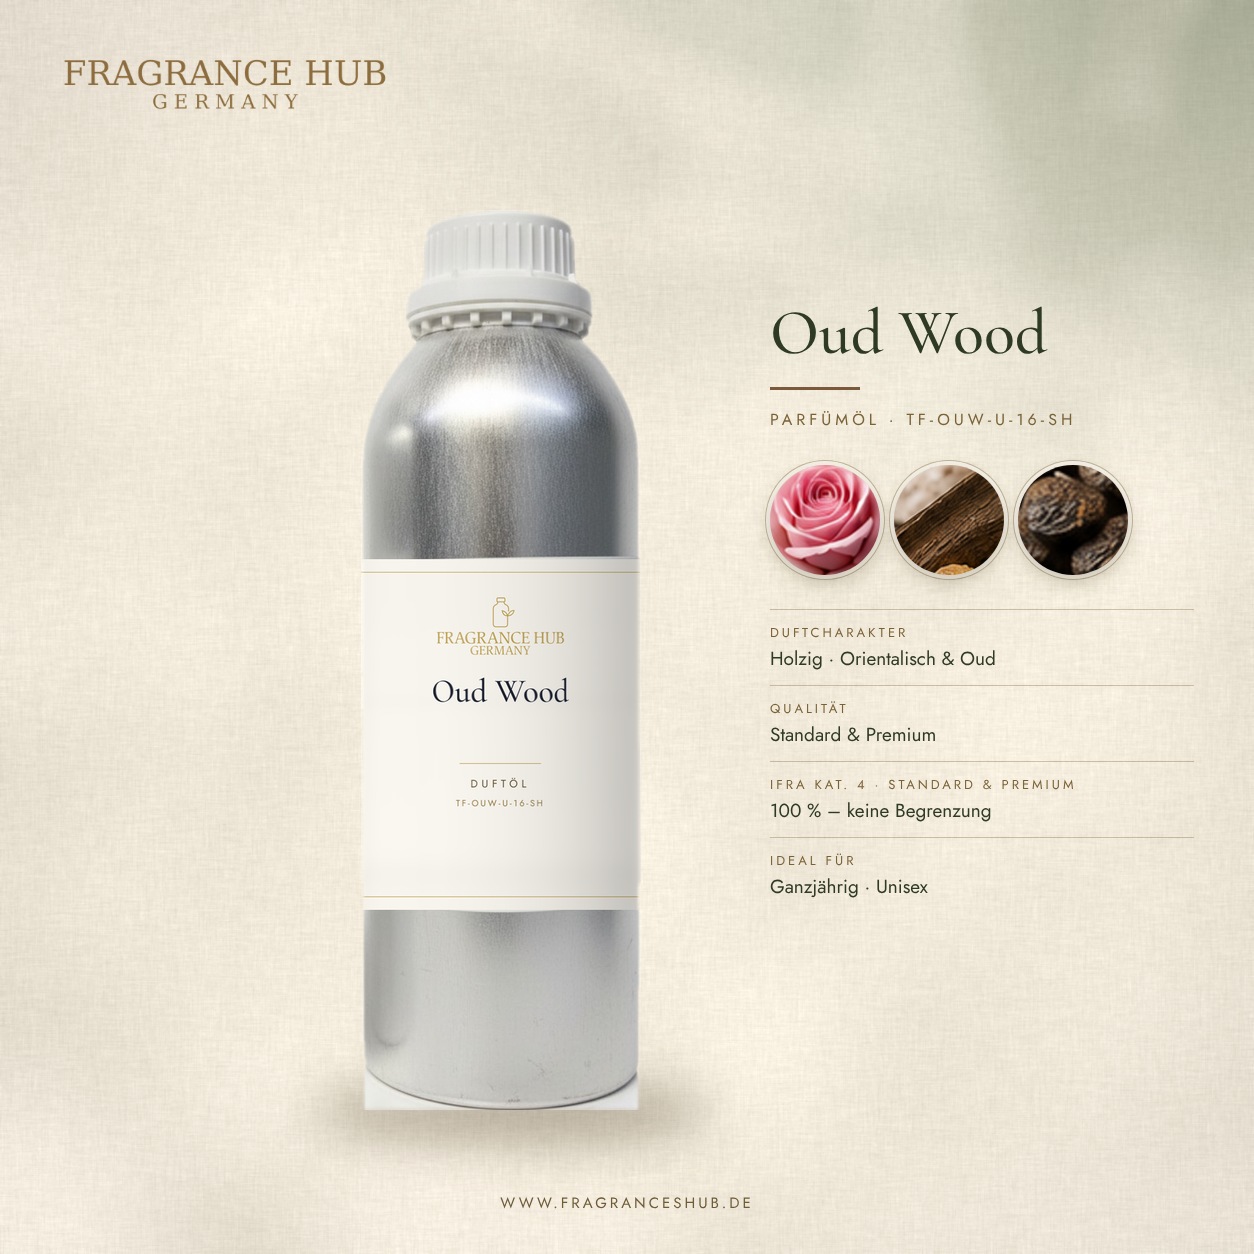 FRAGRANCE HUB
GERMANY
Oud Wood
PARFÜMÖL · TF-OUW-U-16-SH
DUFTCHARAKTER
Holzig · Orientalisch & Oud
QUALITÄT
Standard & Premium
IFRA KAT. 4 · STANDARD & PREMIUM
100 % – keine Begrenzung
IDEAL FÜR
Ganzjährig · Unisex
FRAGRANCE HUB
GERMANY
Oud Wood
DUFTÖL
TF-OUW-U-16-SH
WWW.FRAGRANCESHUB.DE